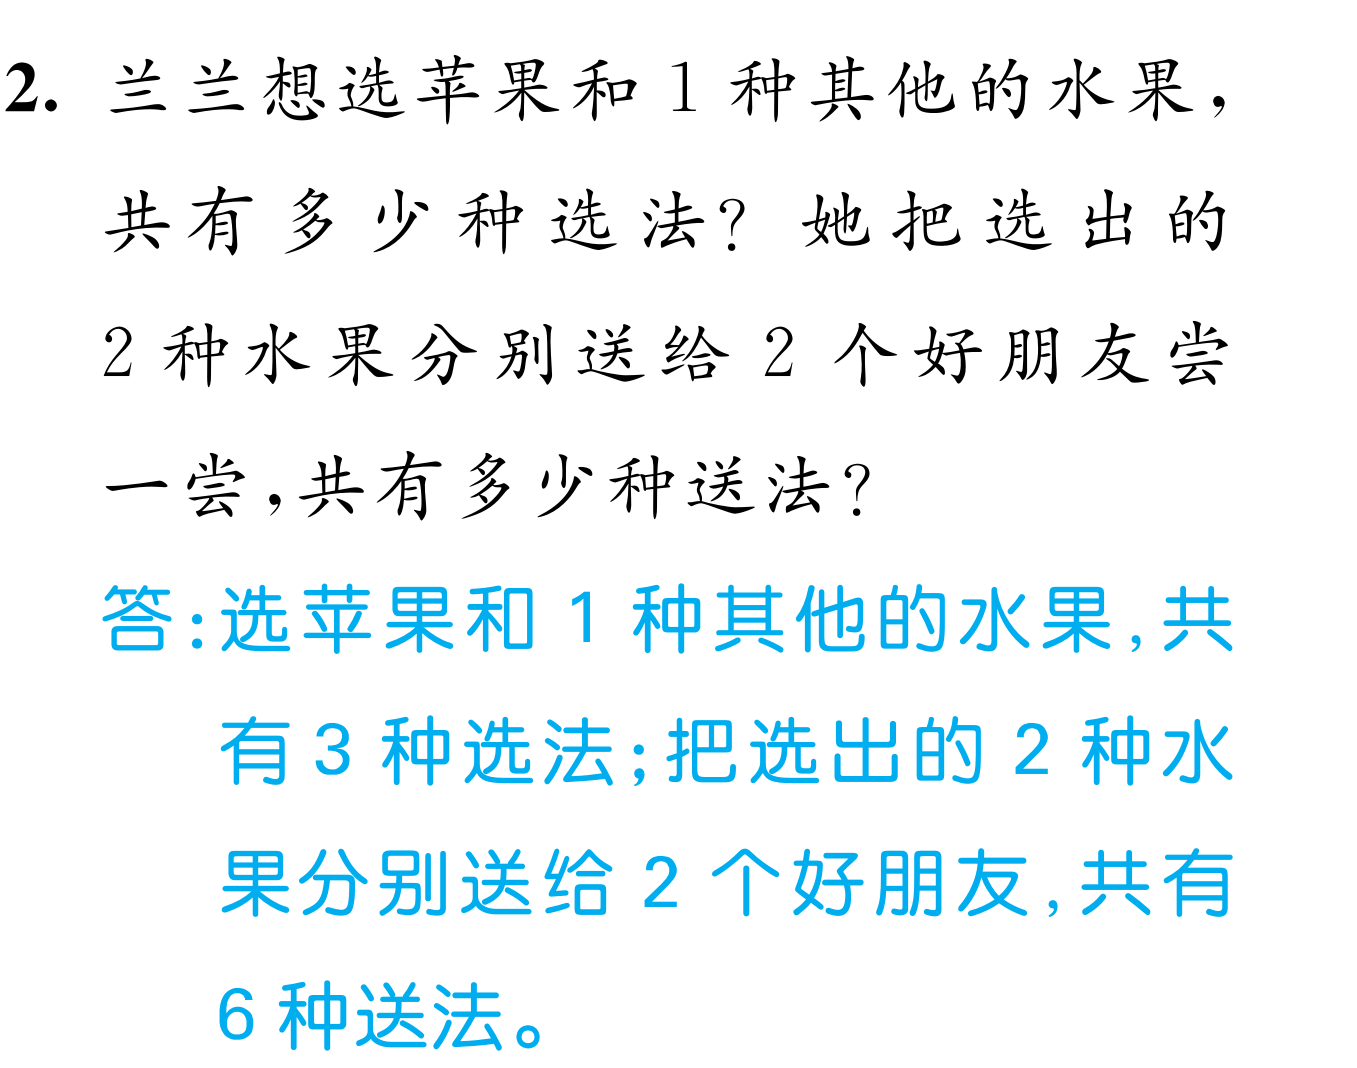 2. 兰兰想选苹果和 1 种其他的水果,
共有多少种选法? 她把选出的
2 种水果分别送给 2 个好朋友尝
一尝,共有多少种送法?
答:选苹果和 1 种其他的水果,共
有 3 种选法;把选出的 2 种水
果分别送给 2 个好朋友,共有
6 种送法。